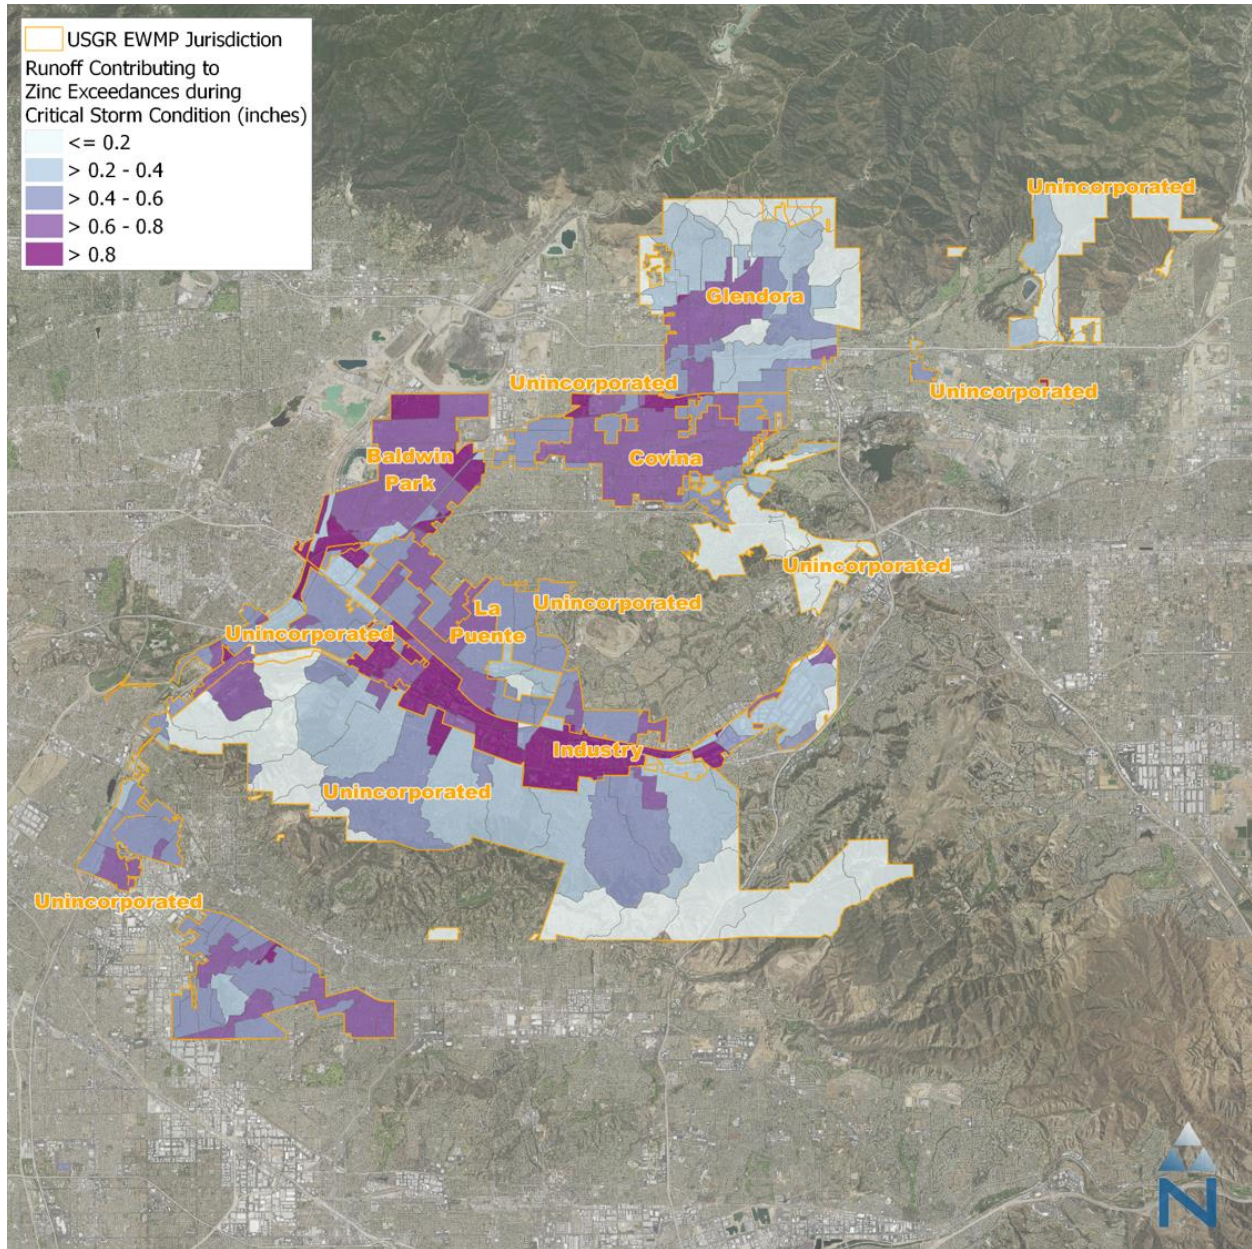 USGR EWMP Jurisdiction
Runoff Contributing to
Zinc Exceedances during
Critical Storm Condition (inches)
<= 0.2
> 0.2 - 0.4
> 0.4 - 0.6
> 0.6 - 0.8
> 0.8
Unincorporated
Glendora
Unincorporated
Unincorporated
Baldwin
Park
Covina
Unincorporated
La
Puente
Unincorporated
Unincorporated
Industry
Unincorporated
Unincorporated
N